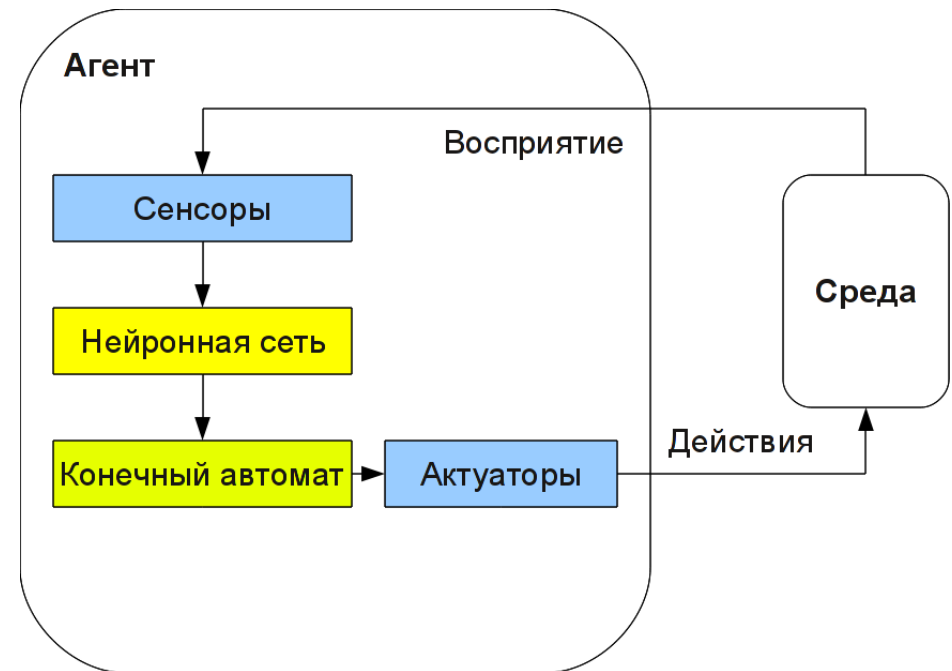 Агент
Восприятие
Сенсоры
Среда
Нейронная сеть
Действия
Конечный автомат
Актуаторы